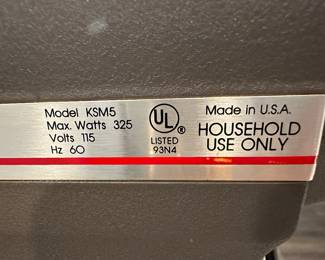 Model KSM5
Max. Watts 325
Volts 115
Hz 60
UL®
LISTED
93N4
Made in U.S.A.
HOUSEHOLD
USE ONLY